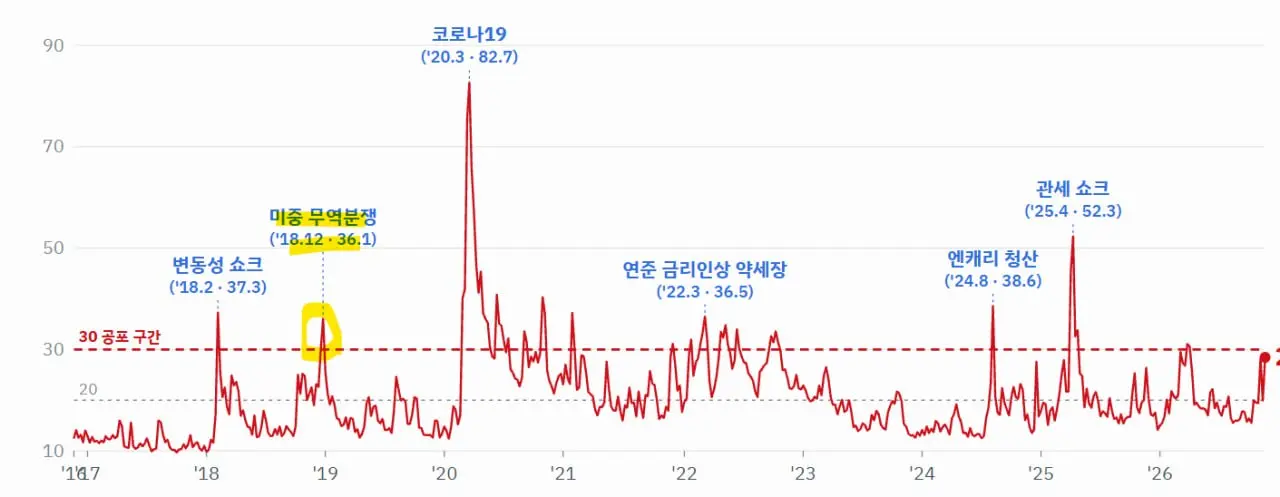 코로나19
('20.3 · 82.7)
90
70
관세 쇼크
('25.4 · 52.3)
미중 무역분쟁
('18.12 · 36.1)
50
변동성 쇼크
('18.2 · 37.3)
연준 금리인상 약세장
('22.3 · 36.5)
엔캐리 청산
('24.8 · 38.6)
30 공포 구간
30
20
10
'17 '18 '19 '20 '21 '22 '23 '24 '25 '26